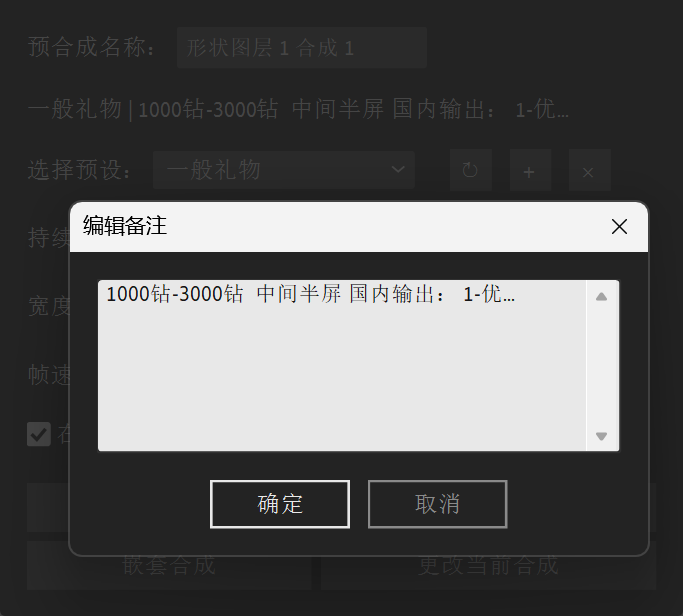 预合成名称：
形状图层 1 合成 1
一般礼物 | 1000钻-3000钻  中间半屏 国内输出： 1-优...
选择预设：
一般礼物
编辑备注
持续
1000钻-3000钻  中间半屏 国内输出： 1-优...
宽度
帧速
确定
取消
嵌套合成
更改当前合成